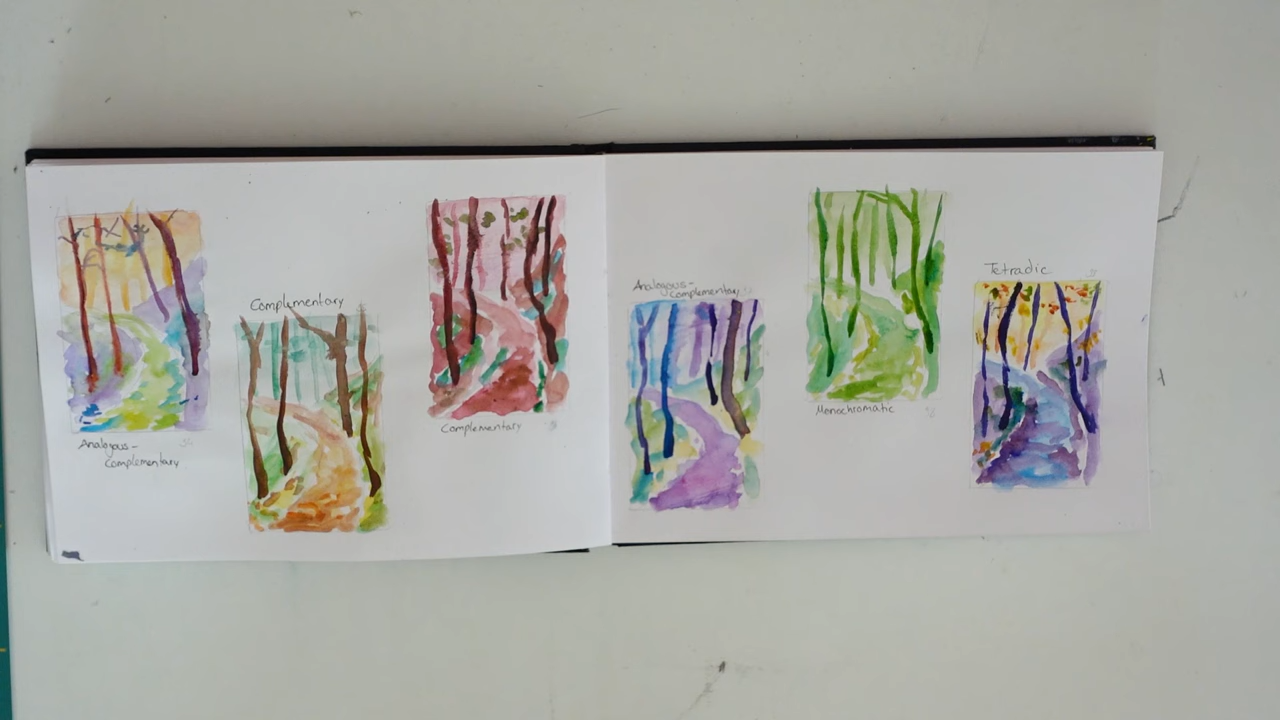 Analogous-
Complementary
Complementary
Complementary
Analogous-
Complementary
Monochromatic
Tetradic